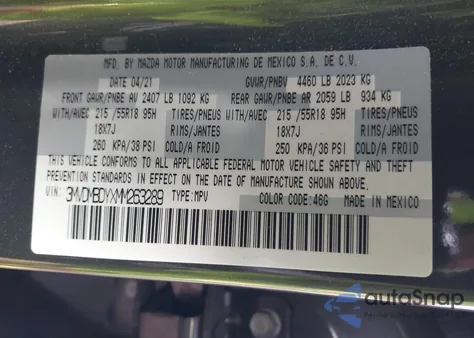 MFD. BY MAZDA MOTOR MANUFACTURING DE MEXICO S.A. DE C.V.
DATE 04/21 GVWR/PNBV 4460 LB 2023 KG
FRONT GAWR/PNBE AV 2407 LB 1092 KG REAR GAWR/PNBE AR 2059 LB 934 KG
WITH/AVEC 215 /55R18 95H TIRES/PNEUS WITH/AVEC 215 /55R18 95H TIRES/PNEUS
18X7J RIMS/JANTES 18X7J RIMS/JANTES
260 KPA/38 PSI COLD/A FROID 250 KPA/36 PSI COLD/A FROID
THIS VEHICLE CONFORMS TO ALL APPLICABLE FEDERAL MOTOR VEHICLE SAFETY AND THEFT
PREVENTION STANDARDS IN EFFECT ON THE DATE OF MANUFACTURE SHOWN ABOVE.
VIN: 3MVDMBDYXMM263289 TYPE:MPV
COLOR CODE:46G MADE IN MEXICO
autoSnap